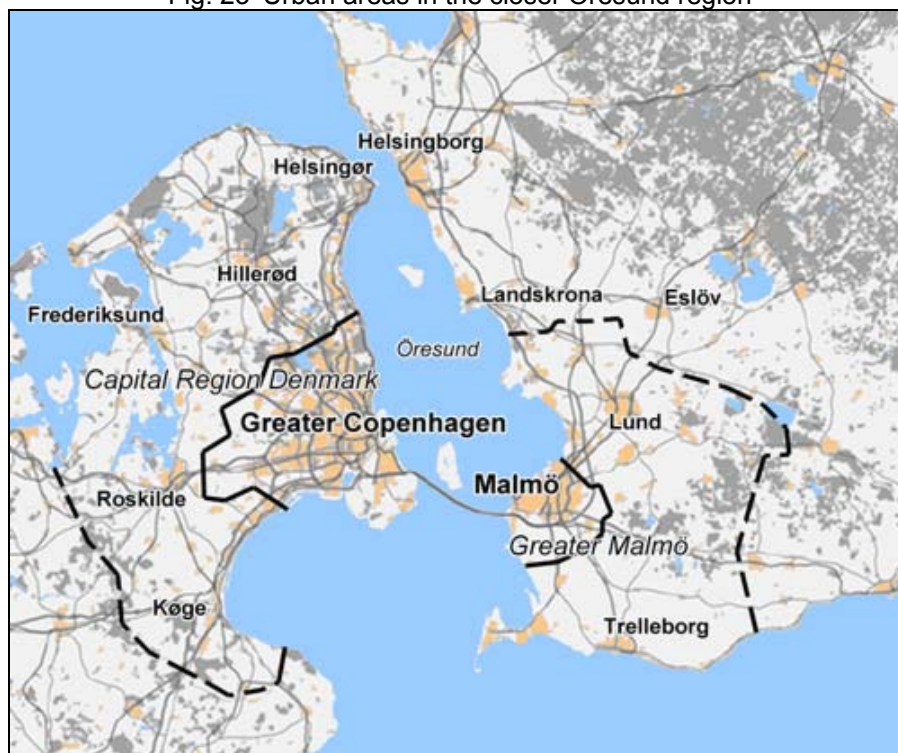 Fig. 25 Urban areas in the closer Öresund region
Helsingborg
Helsingør
Landskrona
Eslöv
Hillerød
Frederiksund
Öresund
Capital Region Denmark
Greater Copenhagen
Lund
Malmö
Roskilde
Greater Malmö
Køge
Trelleborg